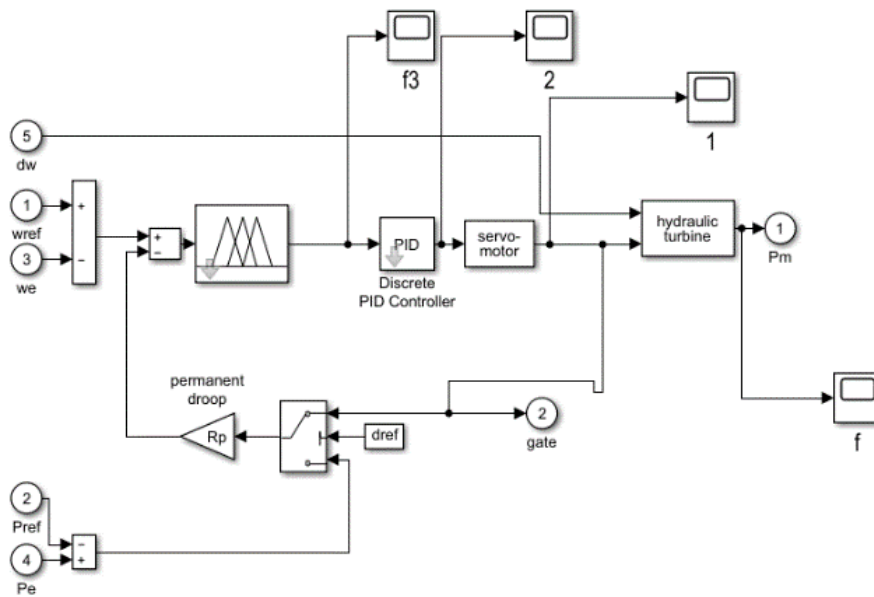 f3
2
1
5
dw
1
wref
+
−
3
we
+
−
PID
Discrete
PID Controller
servo-
motor
hydraulic
turbine
1
Pm
permanent
droop
Rp
dref
2
gate
f
2
Pref
−
+
4
Pe